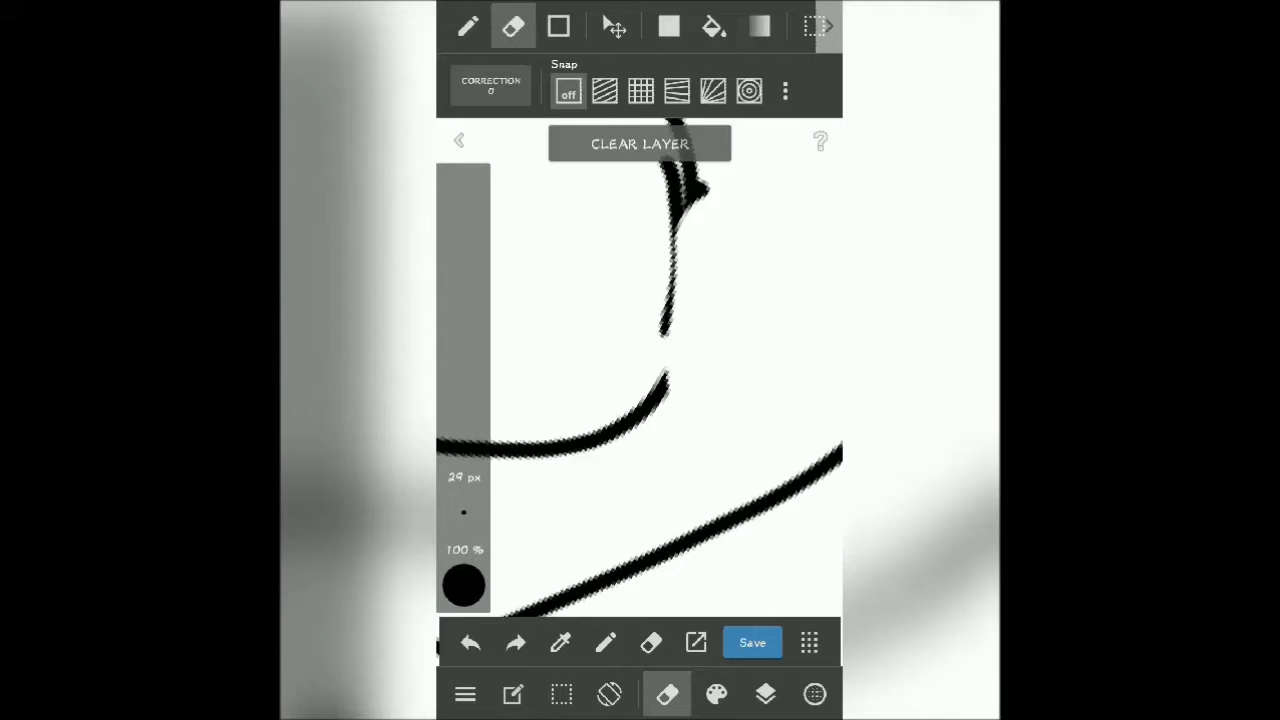 Snap
CORRECTION
0
off
CLEAR LAYER
?
29 px
100 %
Save